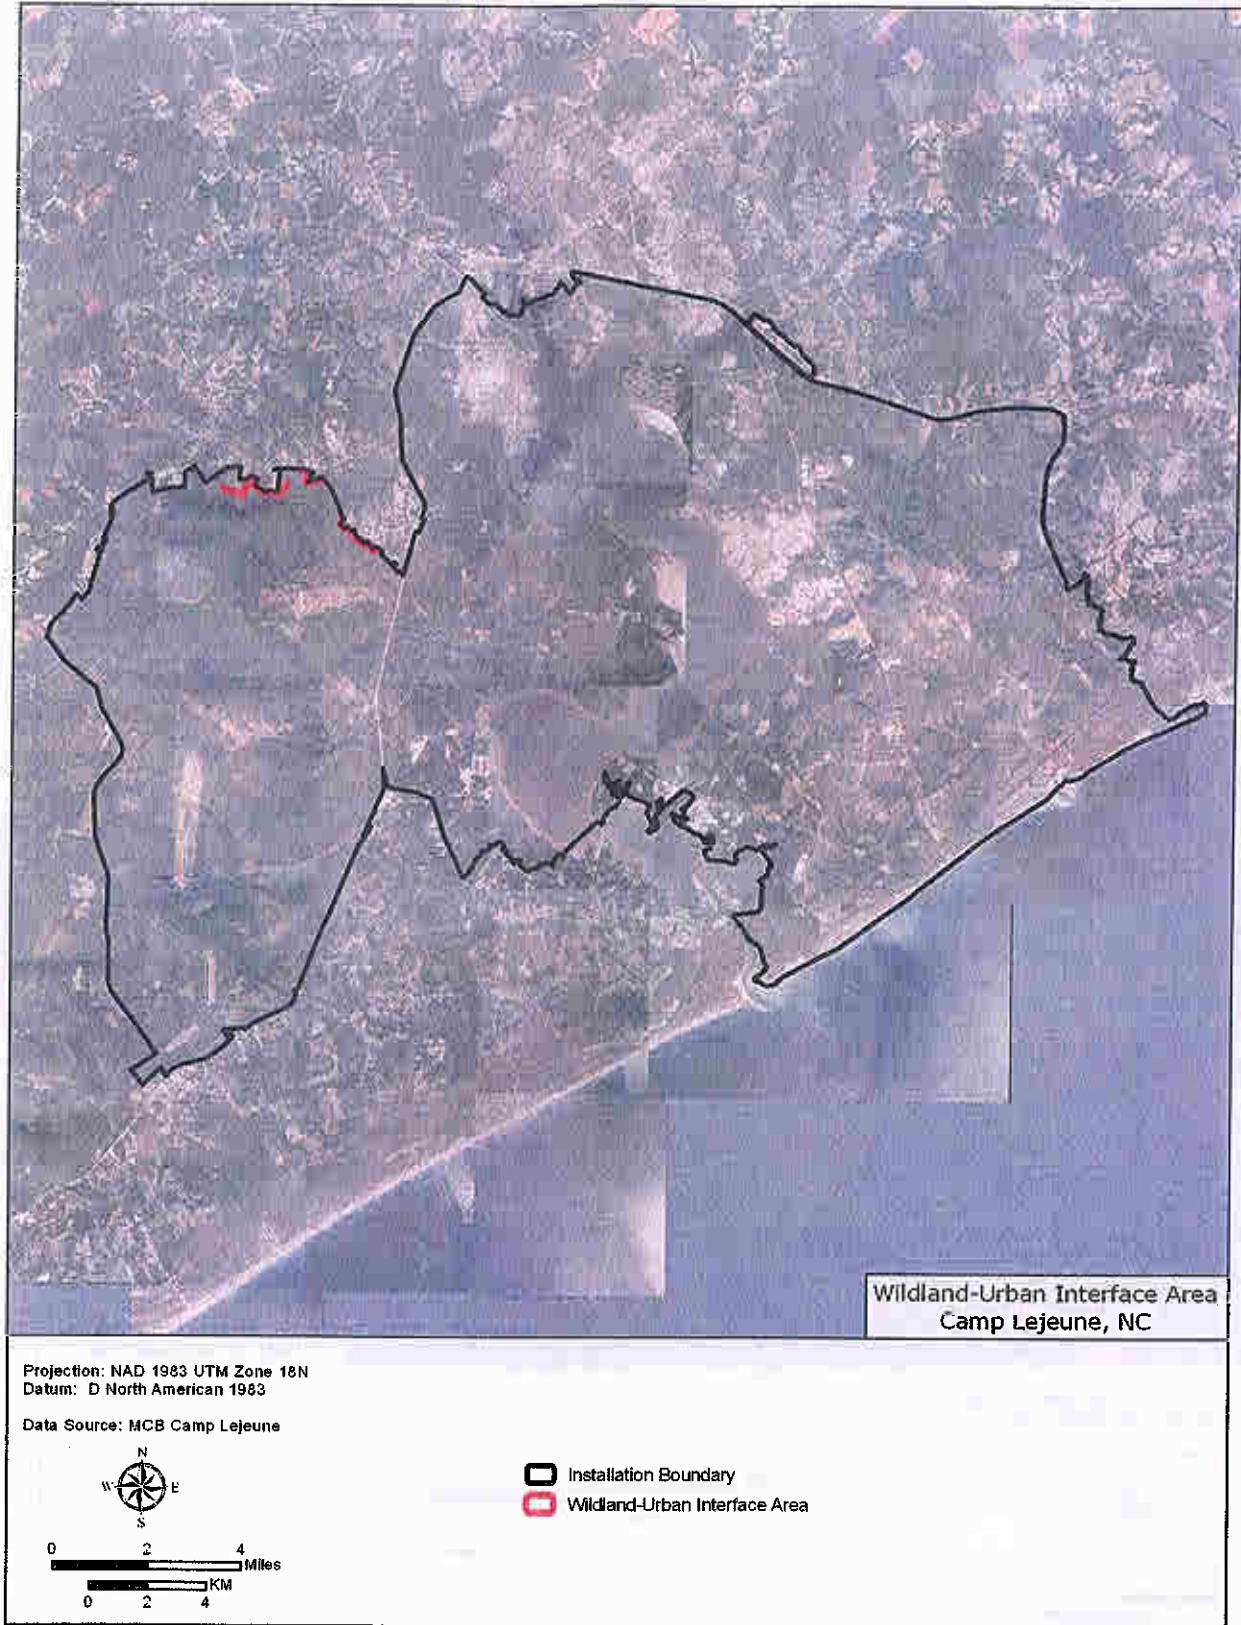 Wildland-Urban Interface Area
Camp Lejeune, NC
Projection: NAD 1983 UTM Zone 18N
Datum: D North American 1983
Data Source: MCB Camp Lejeune
N
W E
S
0 2 4
Miles
KM
0 2 4
Installation Boundary
Wildland-Urban Interface Area